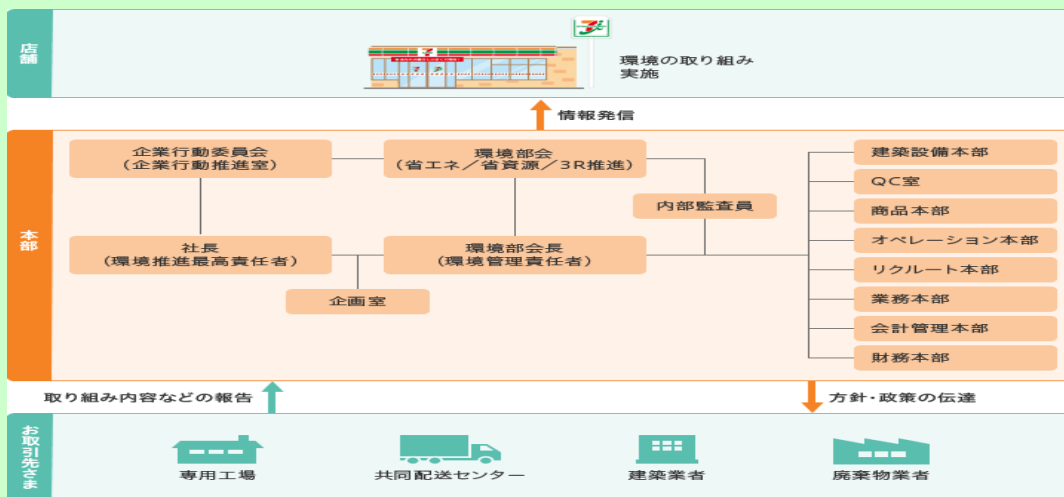 店舗
環境の取り組み
実施
情報発信
本部
企業行動委員会
(企業行動推進室)
環境部会
(省エネ/省資源/3R推進)
内部監査員
社長
(環境推進最高責任者)
環境部会長
(環境管理責任者)
企画室
建築設備本部
QC室
商品本部
オペレーション本部
リクルート本部
業務本部
会計管理本部
財務本部
取り組み内容などの報告
方針・政策の伝達
お取引先さま
専用工場
共同配送センター
建築業者
廃棄物業者